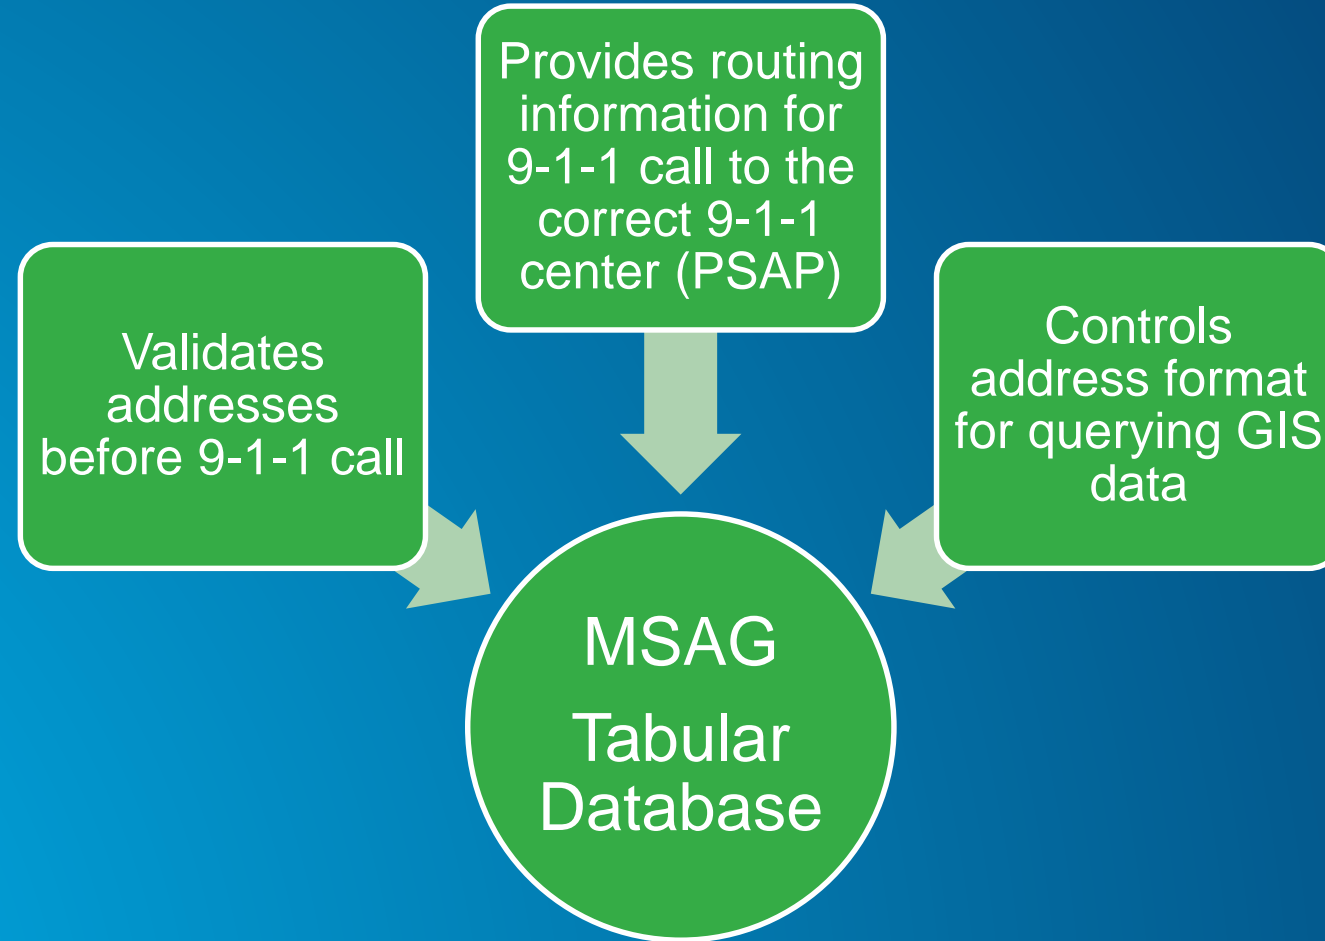 Provides routing
information for
9-1-1 call to the
correct 9-1-1
center (PSAP)
Validates
addresses
before 9-1-1 call
Controls
address format
for querying GIS
data
MSAG
Tabular
Database